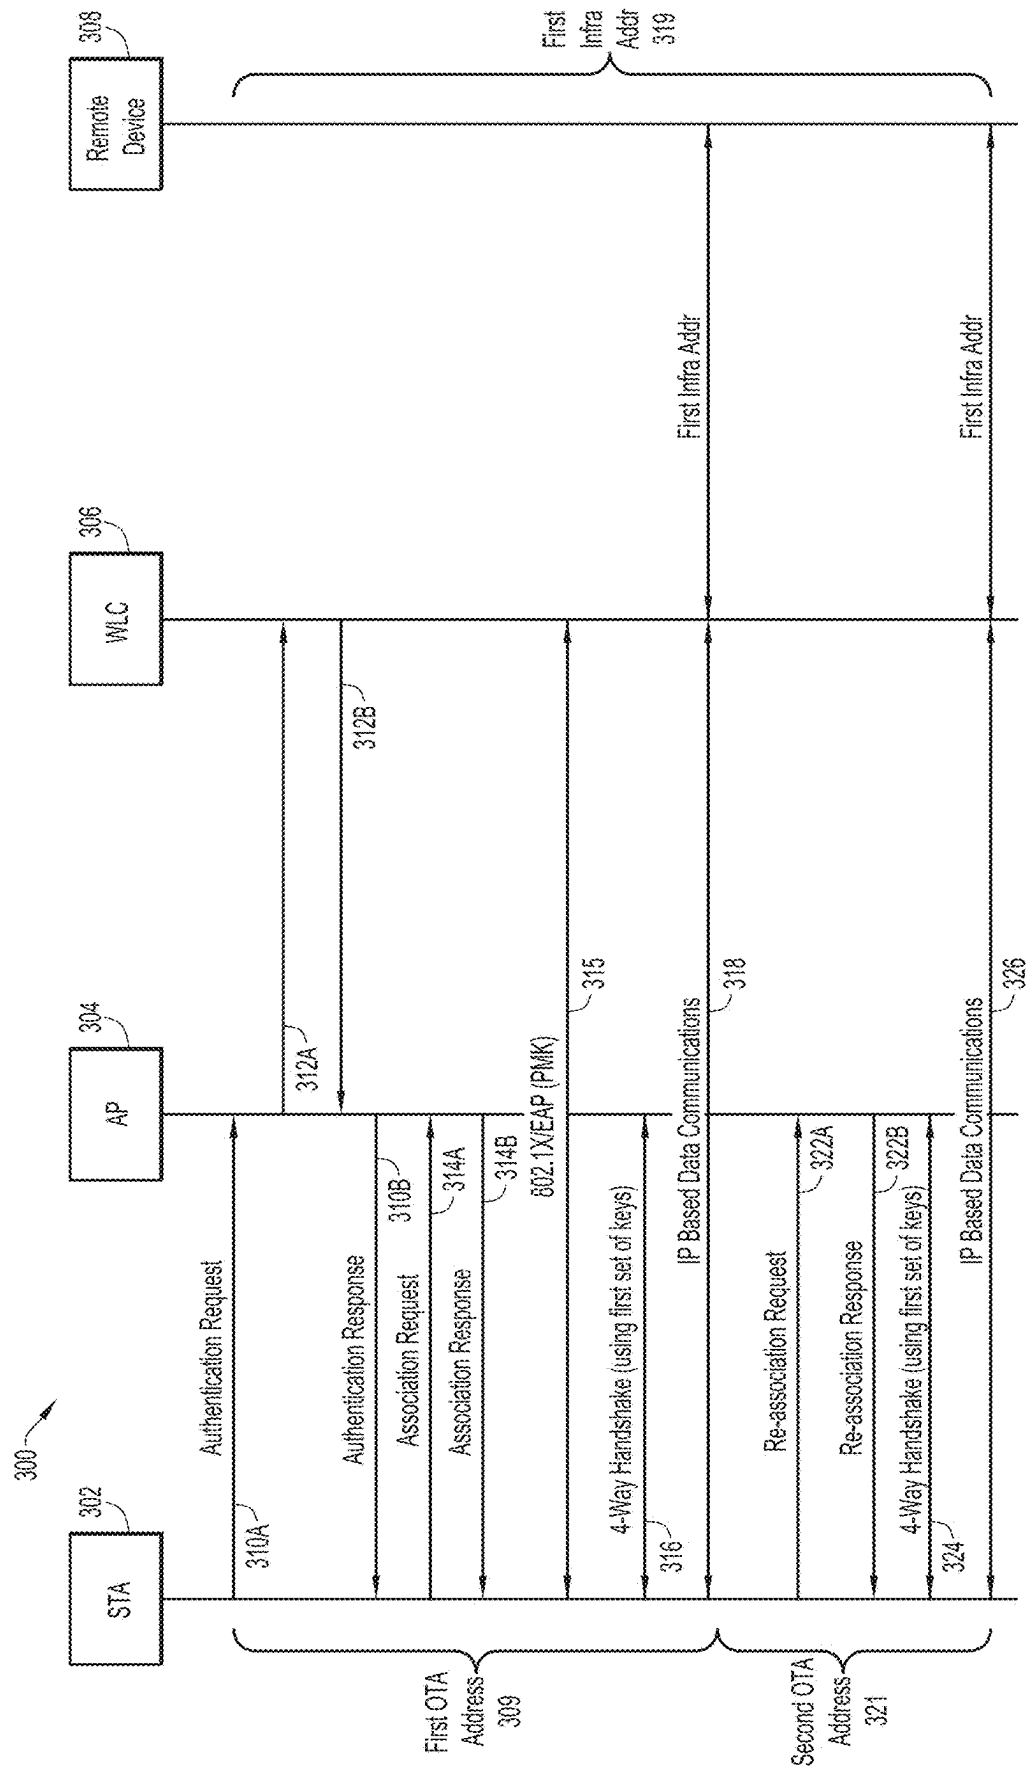 300
302
304
306
308
STA
AP
WLC
Remote
Device
Authentication Request
310A
312A
312B
Authentication Response
310B
Association Request
314A
Association Response
314B
802.1X/EAP (PMK)
315
4-Way Handshake (using first set of keys)
316
IP Based Data Communications
318
First Infra Addr
Re-association Request
322A
Re-association Response
322B
4-Way Handshake (using first set of keys)
324
IP Based Data Communications
326
First Infra Addr
First OTA
Address
309
Second OTA
Address
321
First
Infra
Addr
319